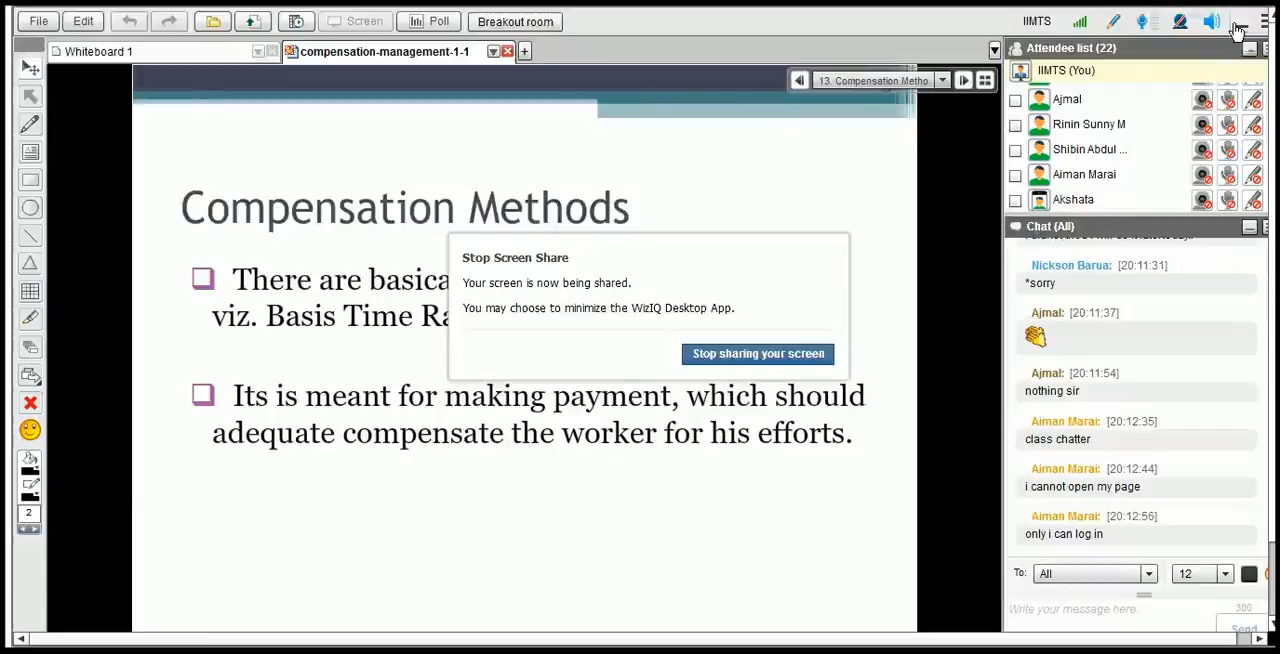 File Edit Screen Poll Breakout room IIMTS
Whiteboard 1 compensation-management-1-1
13. Compensation Metho
Compensation Methods
There are basica
viz. Basis Time Ra
Its is meant for making payment, which should
adequate compensate the worker for his efforts.
Stop Screen Share
Your screen is now being shared.
You may choose to minimize the WizIQ Desktop App.
Stop sharing your screen
2
Attendee list (22)
IIMTS (You)
Ajmal
Rinin Sunny M
Shibin Abdul ...
Aiman Marai
Akshata
Chat (All)
Nickson Barua: [20:11:31]
*sorry
Ajmal: [20:11:37]
Ajmal: [20:11:54]
nothing sir
Aiman Marai: [20:12:35]
class chatter
Aiman Marai: [20:12:44]
i cannot open my page
Aiman Marai: [20:12:56]
only i can log in
To: All 12
Write your message here. 300
Send